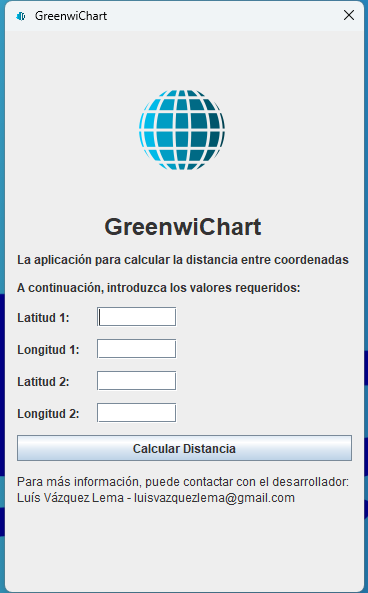 GreenwiChart
GreenwiChart
La aplicación para calcular la distancia entre coordenadas
A continuación, introduzca los valores requeridos:
Latitud 1:
Longitud 1:
Latitud 2:
Longitud 2:
Calcular Distancia
Para más información, puede contactar con el desarrollador:
Luís Vázquez Lema - luisvazquezlema@gmail.com